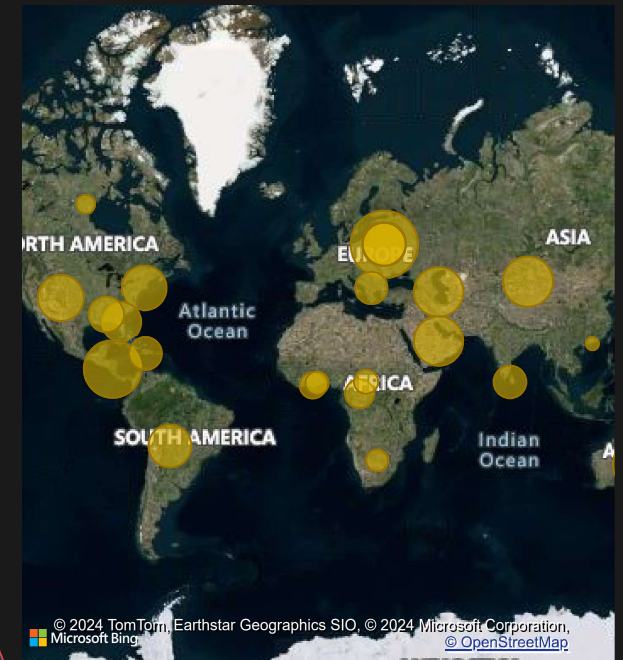 ORTH AMERICA
ASIA
EUROPE
Atlantic
Ocean
AFRICA
SOUTH AMERICA
Indian
Ocean
A
© 2024 TomTom, Earthstar Geographics SIO, © 2024 Microsoft Corporation,
Microsoft Bing
© OpenStreetMap